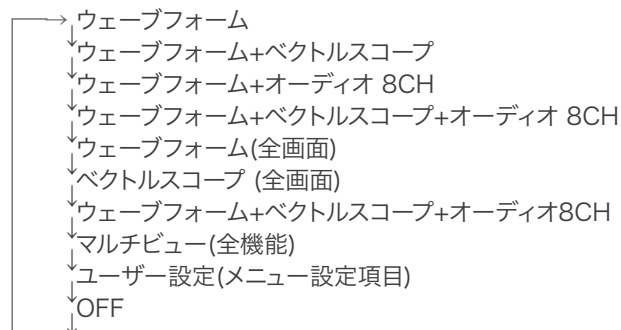 ウェーブフォーム
ウェーブフォーム+ベクトルスコープ
ウェーブフォーム+オーディオ 8CH
ウェーブフォーム+ベクトルスコープ+オーディオ 8CH
ウェーブフォーム(全画面)
ベクトルスコープ (全画面)
ウェーブフォーム+ベクトルスコープ+オーディオ8CH
マルチビュー(全機能)
ユーザー設定(メニュー設定項目)
OFF